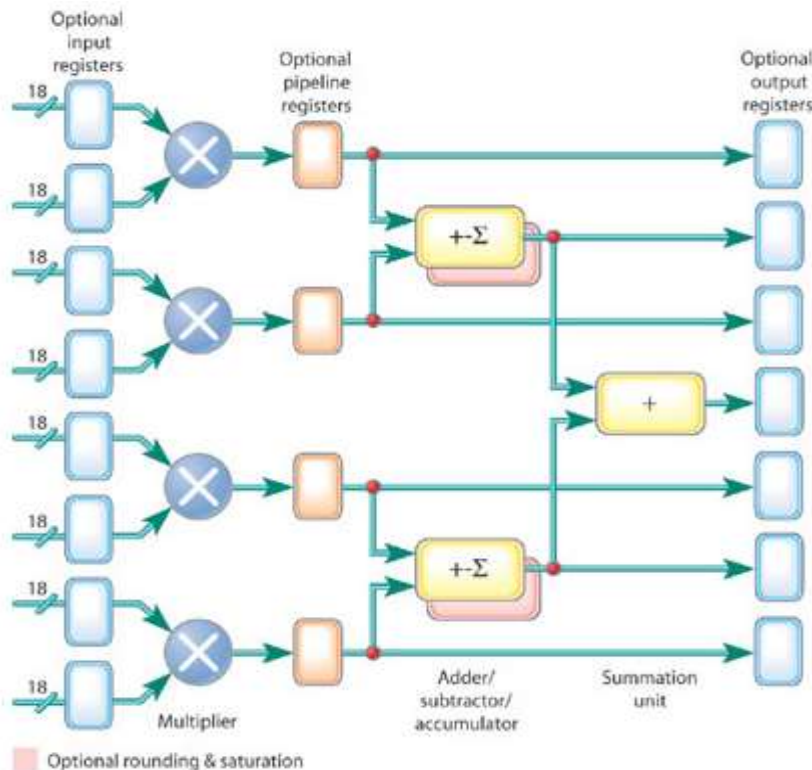 Optional
input
registers
Optional
pipeline
registers
Optional
output
registers
18
18
+-Σ
18
18
+
18
18
+-Σ
18
18
Multiplier
Adder/
subtractor/
accumulator
Summation
unit
Optional rounding & saturation